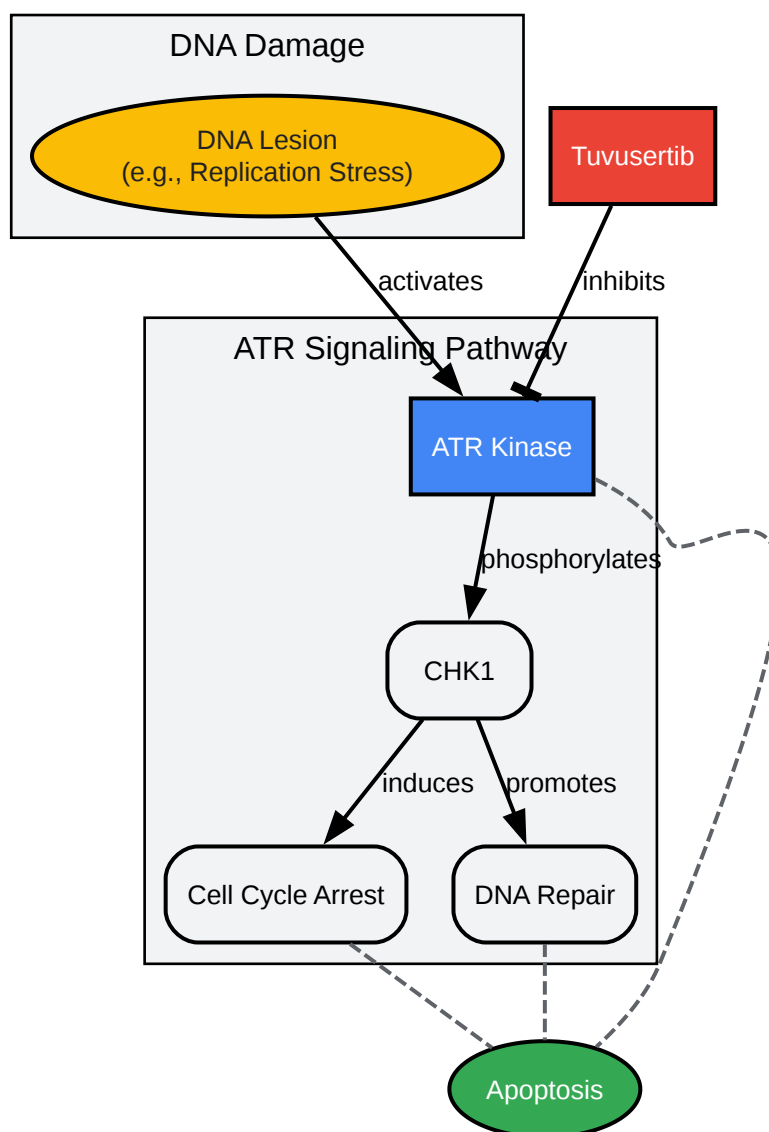 DNA Damage
DNA Lesion
(e.g., Replication Stress)
Tuvusertib
activates
inhibits
ATR Signaling Pathway
ATR Kinase
phosphorylates
CHK1
induces
promotes
Cell Cycle Arrest
DNA Repair
Apoptosis